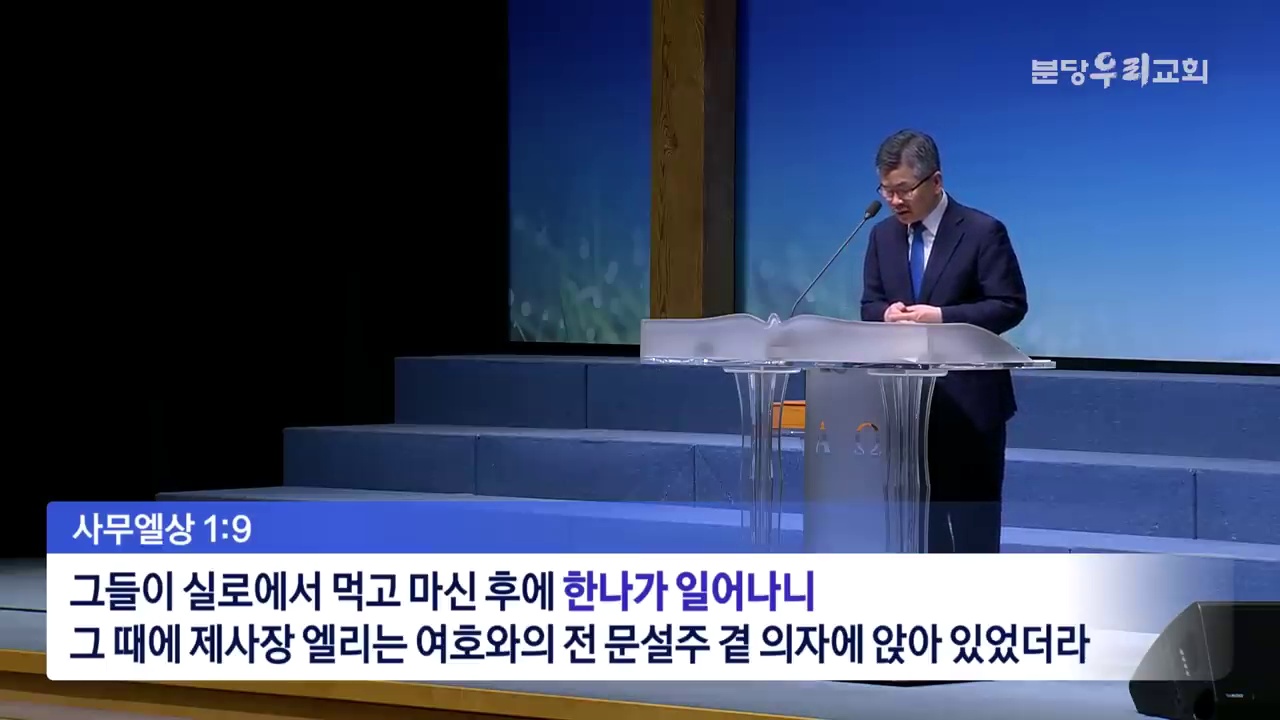 분당우리교회
Α Ω
사무엘상 1:9
그들이 실로에서 먹고 마신 후에 한나가 일어나니
그 때에 제사장 엘리는 여호와의 전 문설주 곁 의자에 앉아 있었더라